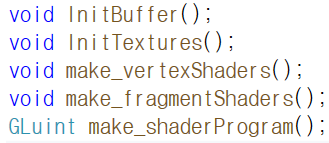 void InitBuffer();
void InitTextures();
void make_vertexShaders();
void make_fragmentShaders();
GLuint make_shaderProgram();